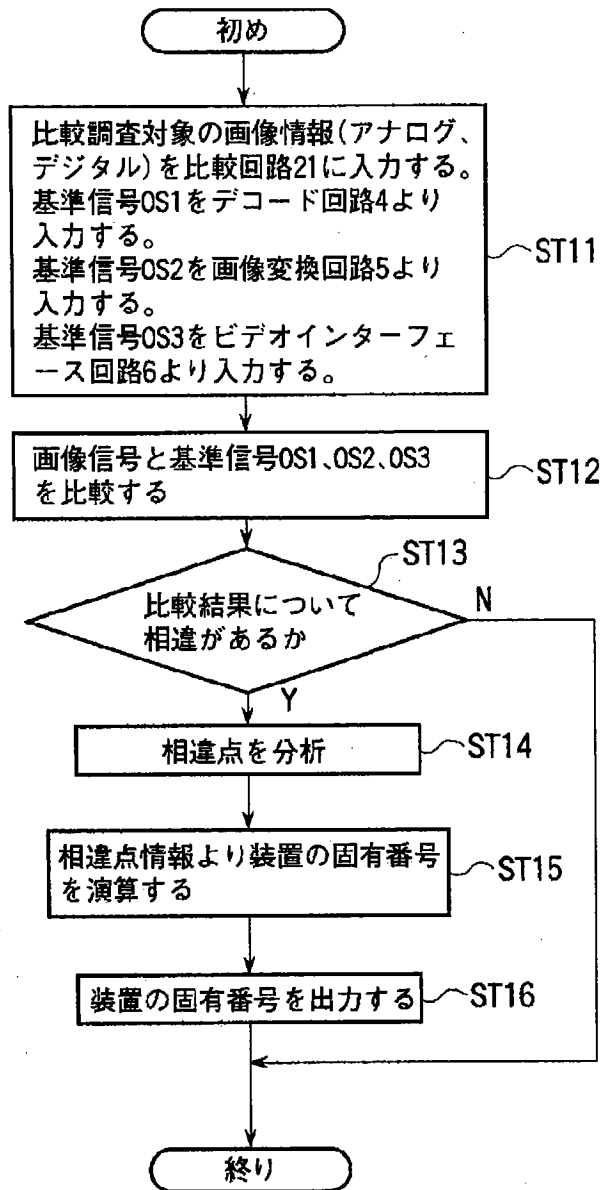 初め
比較調査対象の画像情報(アナログ、
デジタル)を比較回路21に入力する。
基準信号OS1をデコード回路4より
入力する。
基準信号OS2を画像変換回路5より
入力する。
基準信号OS3をビデオインターフェ
ース回路6より入力する。
ST11
画像信号と基準信号OS1、OS2、OS3
を比較する
ST12
ST13
比較結果について
相違があるか
N
Y
相違点を分析
ST14
相違点情報より装置の固有番号
を演算する
ST15
装置の固有番号を出力する
ST16
終り